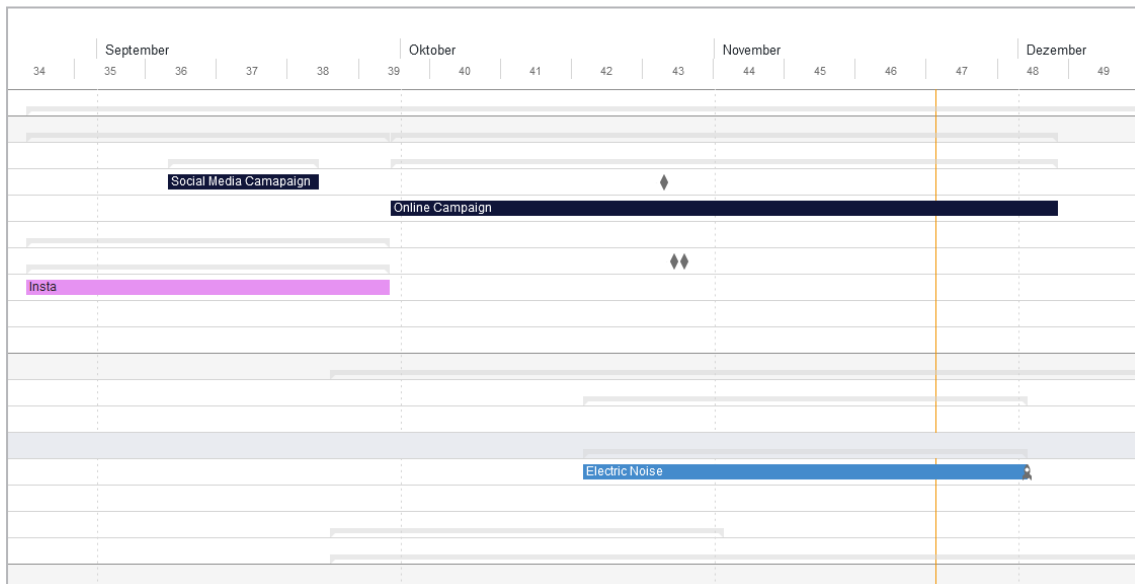 September Oktober November Dezember
34 35 36 37 38 39 40 41 42 43 44 45 46 47 48 49
Social Media Camapaign
Online Campaign
Insta
Electric Noise